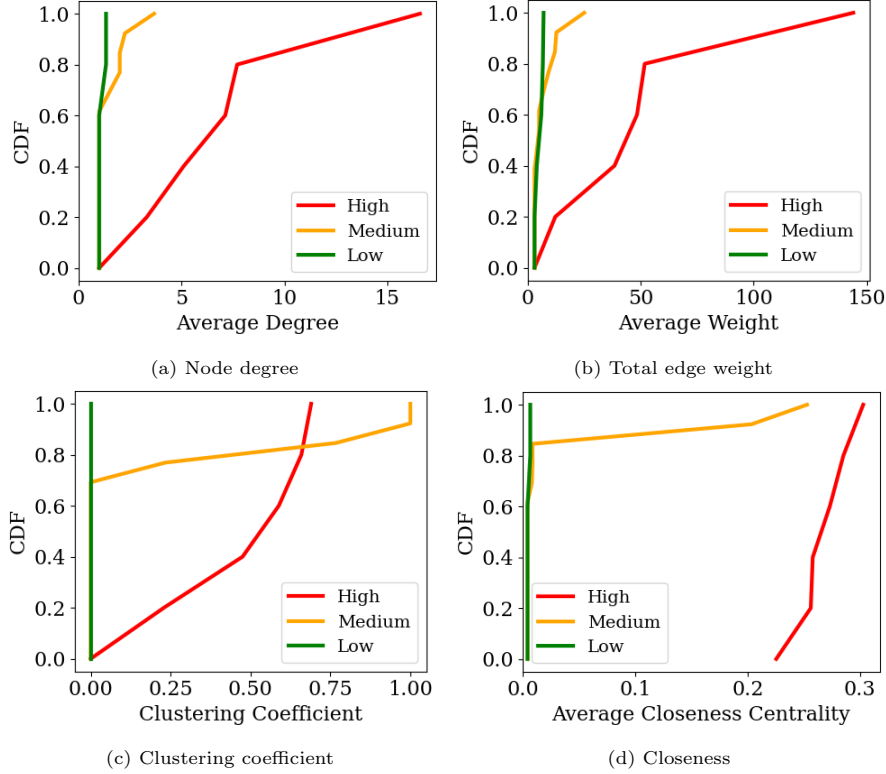 1.0
0.8
0.6
0.4
0.2
0.0
CDF
High
Medium
Low
0 5 10 15
Average Degree
(a) Node degree
1.0
0.8
0.6
0.4
0.2
0.0
CDF
High
Medium
Low
0 50 100 150
Average Weight
(b) Total edge weight
1.0
0.8
0.6
0.4
0.2
0.0
CDF
High
Medium
Low
0.00 0.25 0.50 0.75 1.00
Clustering Coefficient
(c) Clustering coefficient
1.0
0.8
0.6
0.4
0.2
0.0
CDF
High
Medium
Low
0.0 0.1 0.2 0.3
Average Closeness Centrality
(d) Closeness